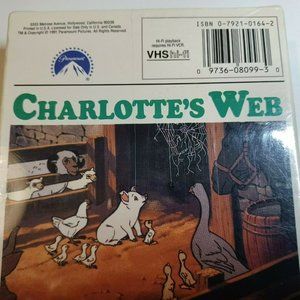 5555 Melrose Avenue, Hollywood, California 90038
Printed in U.S.A. Licensed for Sale Only in U.S. and Canada.
TM & Copyright © 1991 Paramount Pictures. All Rights Reserved.
Paramount
ISBN 0-7921-0164-2
Hi-Fi playback
requires Hi-Fi VCR.
VHS hi-fi
0 9736-08099-3 0
CHARLOTTE'S WEB